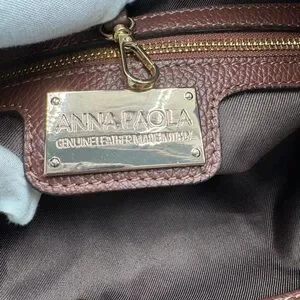 ANNA PAOLA
GENUINE LEATHER MADE IN ITALY